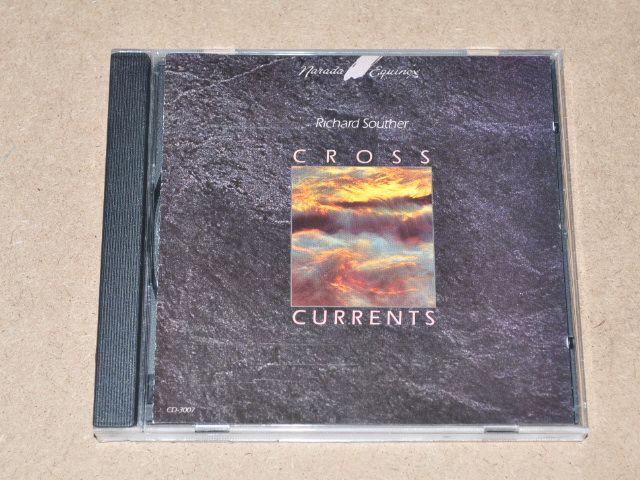 Narada Equinox
Richard Souther
CROSS
CURRENTS
CD-3007